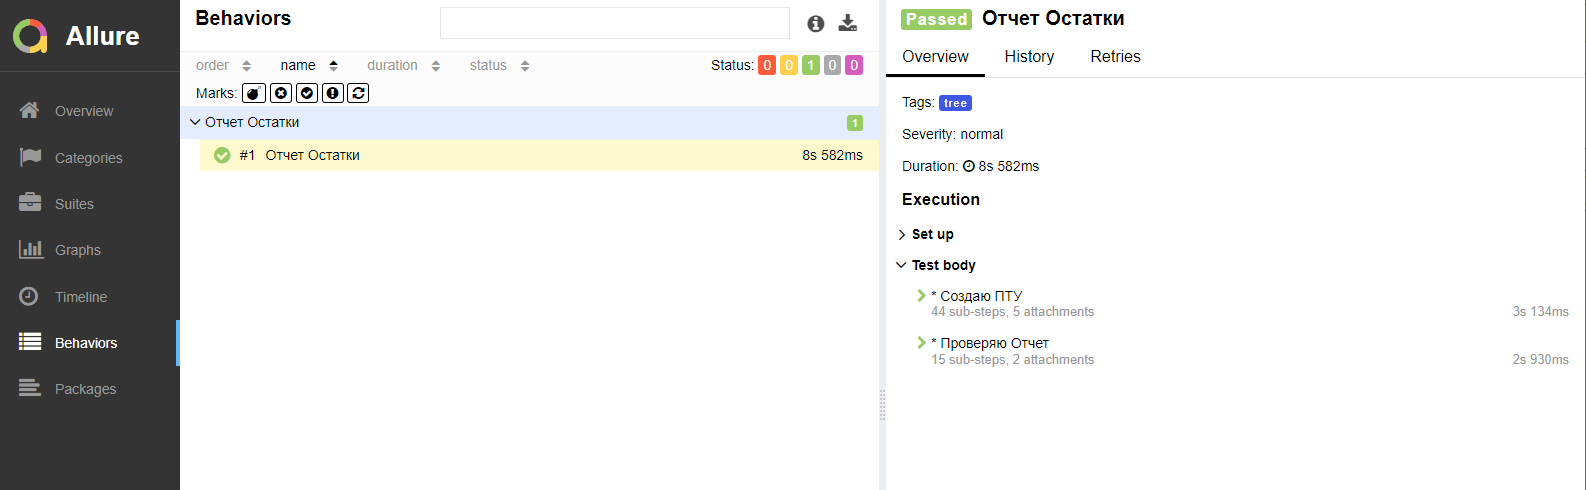 Allure
Overview
Categories
Suites
Graphs
Timeline
Behaviors
Packages
Behaviors
order name duration status Status: 0 0 1 0 0
Marks:
Отчет Остатки 1
#1 Отчет Остатки 8s 582ms
Passed Отчет Остатки
Overview History Retries
Tags: tree
Severity: normal
Duration: 8s 582ms
Execution
Set up
Test body
* Создаю ПТУ
44 sub-steps, 5 attachments 3s 134ms
* Проверяю Отчет
15 sub-steps, 2 attachments 2s 930ms